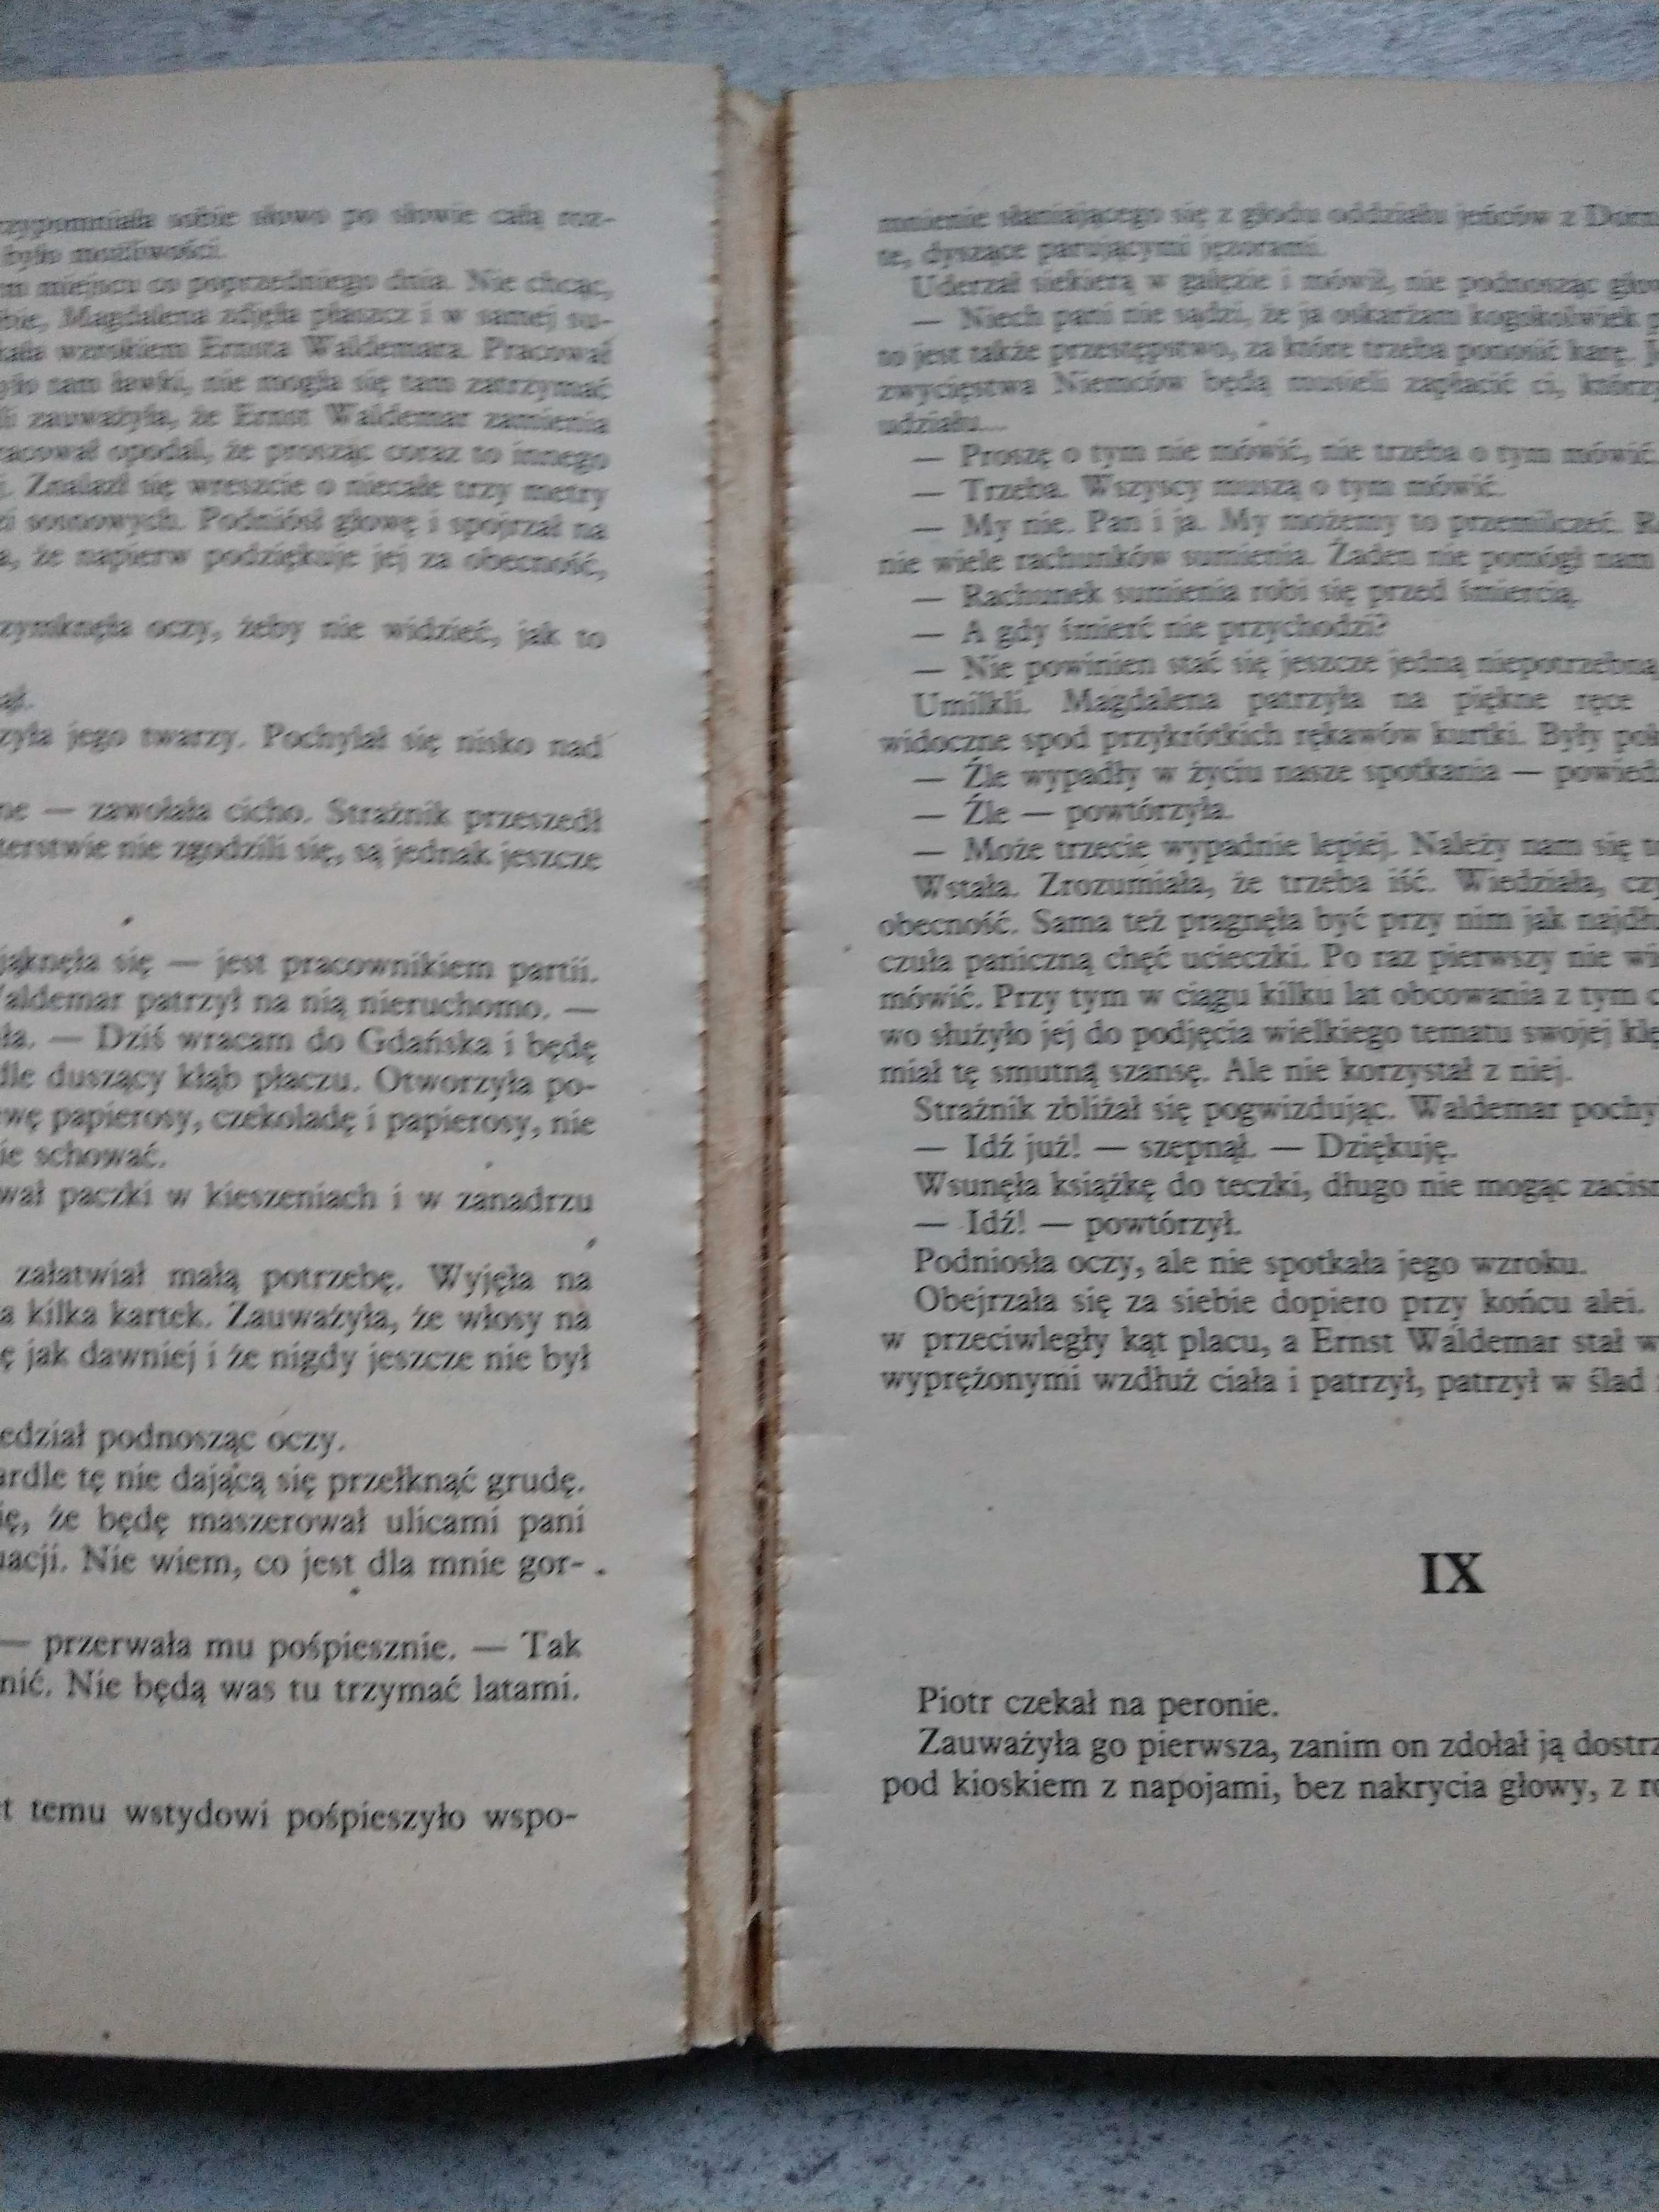 zypomniała sobie słowo po słowie całą roz-
było możliwości.
em miejscu co poprzedniego dnia. Nie chcąc,
bie, Magdalena zdjęła płaszcz i w samej su-
kała wzrokiem Ernsta Waldemara. Pracował
yło tam ławki, nie mogła się tam zatrzymać
li zauważyła, że Ernst Waldemar zamienia
racował opodal, że prosząc coraz to innego
j. Znalazł się wreszcie o niecałe trzy metry
zi sosnowych. Podniósł głowę i spojrzał na
a, że napierw podziękuje jej za obecność,
zymknęła oczy, żeby nie widzieć, jak to
ął.
zyła jego twarzy. Pochylał się nisko nad
ne — zawołała cicho. Strażnik przeszedł
terstwie nie zgodzili się, są jednak jeszcze
jąknęła się — jest pracownikiem partii.
Waldemar patrzył na nią nieruchomo. —
ła. — Dziś wracam do Gdańska i będę
dle duszący kłąb płaczu. Otworzyła po-
wę papierosy, czekoladę i papierosy, nie
ie schować.
wał paczki w kieszeniach i w zanadrzu
załatwiał małą potrzebę. Wyjęła na
a kilka kartek. Zauważyła, że włosy na
ę jak dawniej i że nigdy jeszcze nie był
edział podnosząc oczy.
ardle tę nie dającą się przełknąć grudę.
ię, że będę maszerował ulicami pani
uacji. Nie wiem, co jest dla mnie gor-
— przerwała mu pośpiesznie. — Tak
nić. Nie będą was tu trzymać latami.
t temu wstydowi pośpieszyło wspo-
mnienie słaniającego się z głodu oddziału jeńców z Dorn
te, dyszące parującymi jęzorami.
Uderzał siekierą w gałęzie i mówił, nie podnosząc głow
— Niech pani nie sądzi, że ja oskarżam kogokolwiek p
to jest także przestępstwo, za które trzeba ponosić karę. J
zwycięstwa Niemców będą musieli zapłacić ci, którzy
udziału...
— Proszę o tym nie mówić, nie trzeba o tym mówić.
— Trzeba. Wszyscy muszą o tym mówić.
— My nie. Pan i ja. My możemy to przemilczeć. R
nie wiele rachunków sumienia. Żaden nie pomógł nam
— Rachunek sumienia robi się przed śmiercią.
— A gdy śmierć nie przychodzi?
— Nie powinien stać się jeszcze jedną niepotrzebną
Umilkli. Magdalena patrzyła na piękne ręce
widoczne spod przykrótkich rękawów kurtki. Były pok
— Źle wypadły w życiu nasze spotkania — powied
— Źle — powtórzyła.
— Może trzecie wypadnie lepiej. Należy nam się t
Wstała. Zrozumiała, że trzeba iść. Wiedziała, cz
obecność. Sama też pragnęła być przy nim jak najdłu
czuła paniczną chęć ucieczki. Po raz pierwszy nie wi
mówić. Przy tym w ciągu kilku lat obcowania z tym c
wo służyło jej do podjęcia wielkiego tematu swojej klę
miał tę smutną szansę. Ale nie korzystał z niej.
Strażnik zbliżał się pogwizdując. Waldemar pochy
— Idź już! — szepnął. — Dziękuję.
Wsunęła książkę do teczki, długo nie mogąc zacisn
— Idź! — powtórzył.
Podniosła oczy, ale nie spotkała jego wzroku.
Obejrzała się za siebie dopiero przy końcu alei.
w przeciwległy kąt placu, a Ernst Waldemar stał w
wyprężonymi wzdłuż ciała i patrzył, patrzył w ślad
IX
Piotr czekał na peronie.
Zauważyła go pierwsza, zanim on zdołał ją dostrz
pod kioskiem z napojami, bez nakrycia głowy, z r